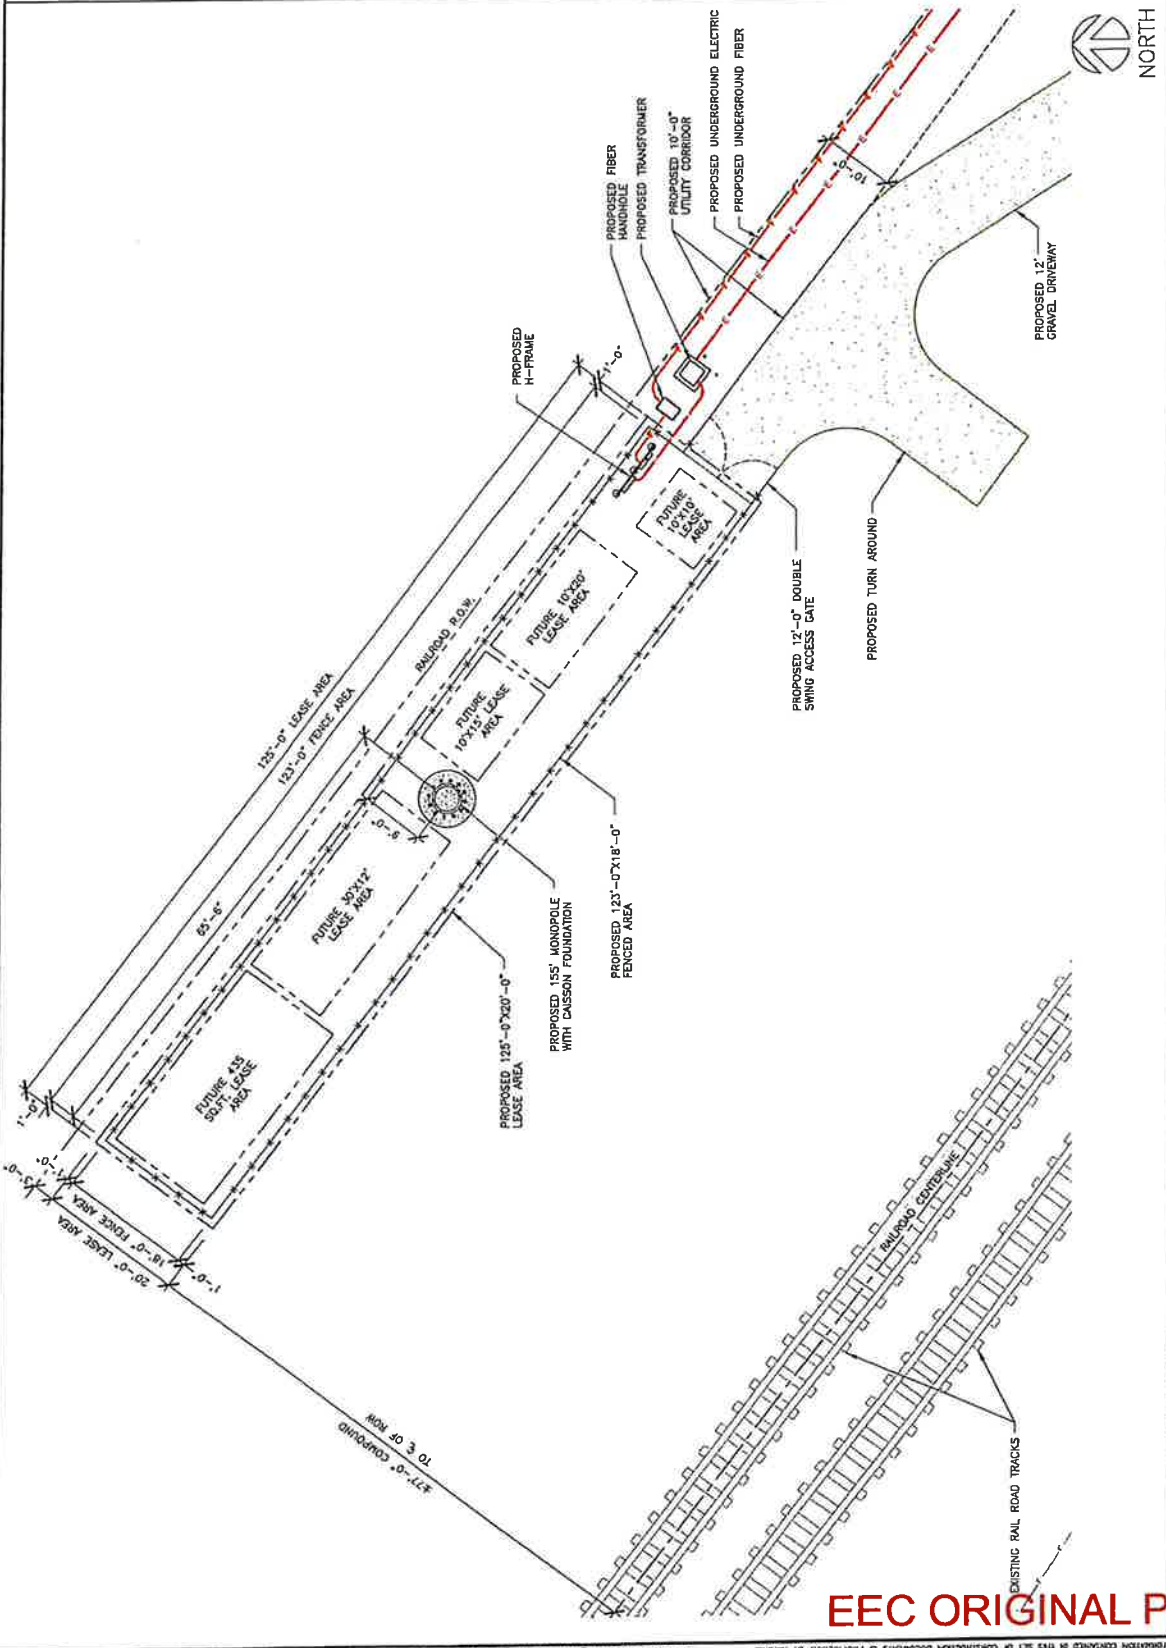 NORTH
PROPOSED UNDERGROUND ELECTRIC
PROPOSED UNDERGROUND FIBER
PROPOSED 10'-0"
UTILITY CORRIDOR
PROPOSED TRANSFORMER
PROPOSED FIBER
HANDHOLE
PROPOSED
H-FRAME
10'-0"
PROPOSED 12'
GRAVEL DRIVEWAY
1'-0"
FUTURE
10'X10'
LEASE
AREA
FUTURE 10'X20'
LEASE AREA
RAILROAD R.O.W.
FUTURE
10'X15' LEASE
AREA
125'-0" LEASE AREA
123'-0" FENCE AREA
65'-6"
9'-0"
FUTURE 30'X12'
LEASE AREA
FUTURE 435
SQ.FT. LEASE
AREA
PROPOSED TURN AROUND
PROPOSED 12'-0" DOUBLE
SWING ACCESS GATE
PROPOSED 123'-0"X18'-0"
FENCED AREA
PROPOSED 155' MONOPOLE
WITH CAISSON FOUNDATION
PROPOSED 125'-0"X20'-0"
LEASE AREA
1'-0"
1'-0"
3'-0"
18'-0" FENCE AREA
20'-0" LEASE AREA
1'-0"
±77'-0" COMPOUND
TO ℄ OF ROW
RAILROAD CENTERLINE
EXISTING RAIL ROAD TRACKS
EEC ORIGINAL P